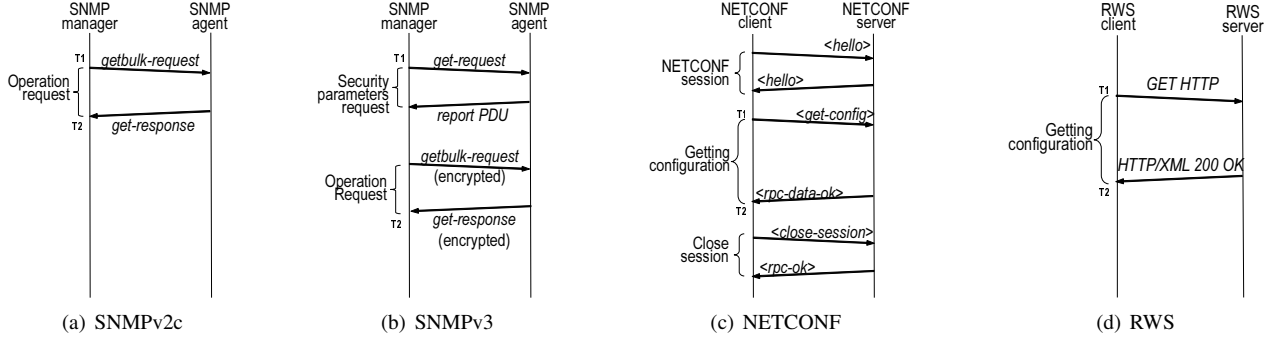 SNMP
manager
SNMP
agent
T1
getbulk-request
Operation
request
T2
get-response
(a) SNMPv2c
SNMP
manager
SNMP
agent
T1
get-request
Security
parameters
request
report PDU
getbulk-request
(encrypted)
Operation
Request
T2
get-response
(encrypted)
(b) SNMPv3
NETCONF
client
NETCONF
server
<hello>
NETCONF
session
<hello>
T1
<get-config>
Getting
configuration
<rpc-data-ok>
T2
<close-session>
Close
session
<rpc-ok>
(c) NETCONF
RWS
client
RWS
server
T1
GET HTTP
Getting
configuration
HTTP/XML 200 OK
T2
(d) RWS